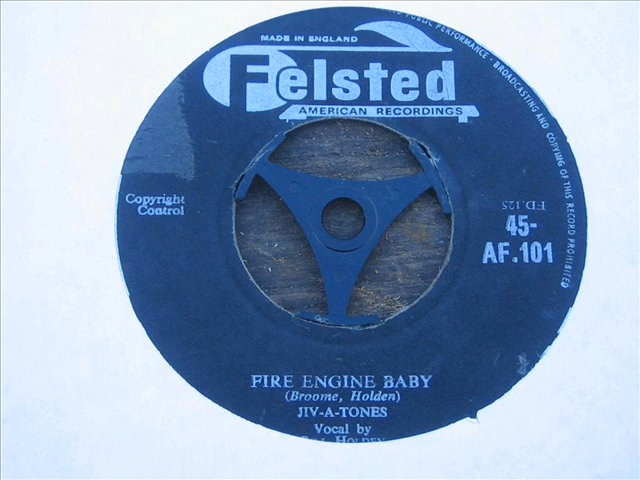 MADE IN ENGLAND
Felsted
AMERICAN RECORDINGS
PUBLIC PERFORMANCE · BROADCASTING AND COPYING OF THIS RECORD PROHIBITED
Copyright
Control
FD.125
45-
AF.101
FIRE ENGINE BABY
(Broome, Holden)
JIV-A-TONES
Vocal by
HOLDEN